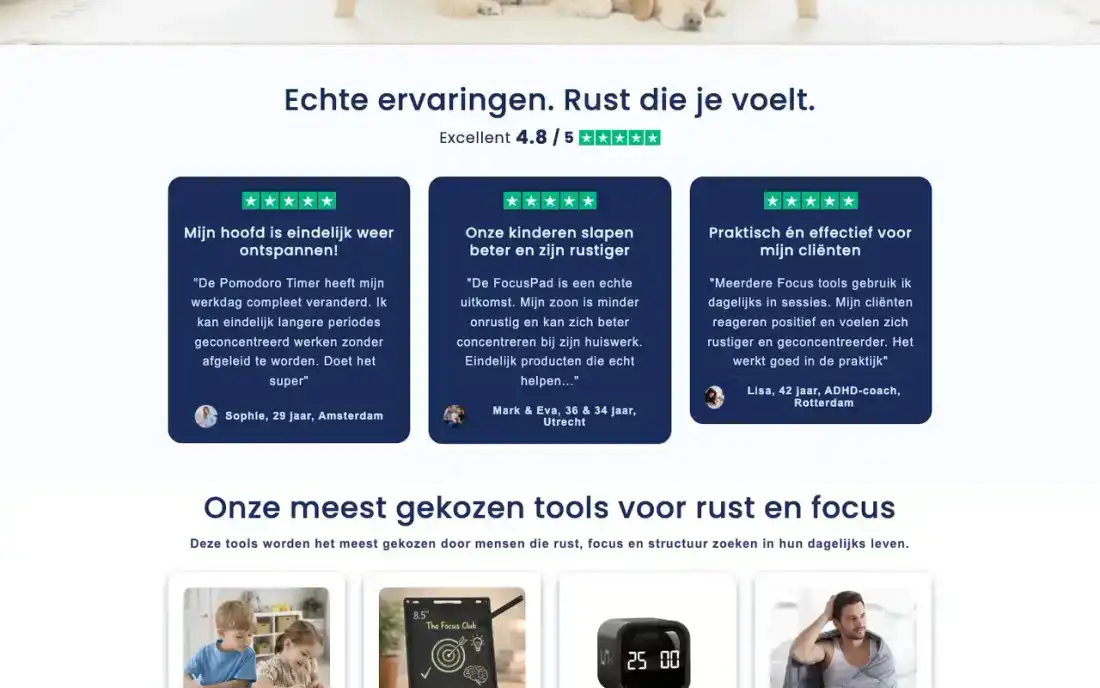 Echte ervaringen. Rust die je voelt.
Excellent 4.8 / 5
Mijn hoofd is eindelijk weer
ontspannen!
"De Pomodoro Timer heeft mijn
werkdag compleet veranderd. Ik
kan eindelijk langere periodes
geconcentreerd werken zonder
afgeleid te worden. Doet het
super"
Sophie, 29 jaar, Amsterdam
Onze kinderen slapen
beter en zijn rustiger
"De FocusPad is een echte
uitkomst. Mijn zoon is minder
onrustig en kan zich beter
concentreren bij zijn huiswerk.
Eindelijk producten die echt
helpen..."
Mark & Eva, 36 & 34 jaar,
Utrecht
Praktisch én effectief voor
mijn cliënten
"Meerdere Focus tools gebruik ik
dagelijks in sessies. Mijn cliënten
reageren positief en voelen zich
rustiger en geconcentreerder. Het
werkt goed in de praktijk"
Lisa, 42 jaar, ADHD-coach,
Rotterdam
Onze meest gekozen tools voor rust en focus
Deze tools worden het meest gekozen door mensen die rust, focus en structuur zoeken in hun dagelijks leven.
8.5"
The Focus Club
25 00